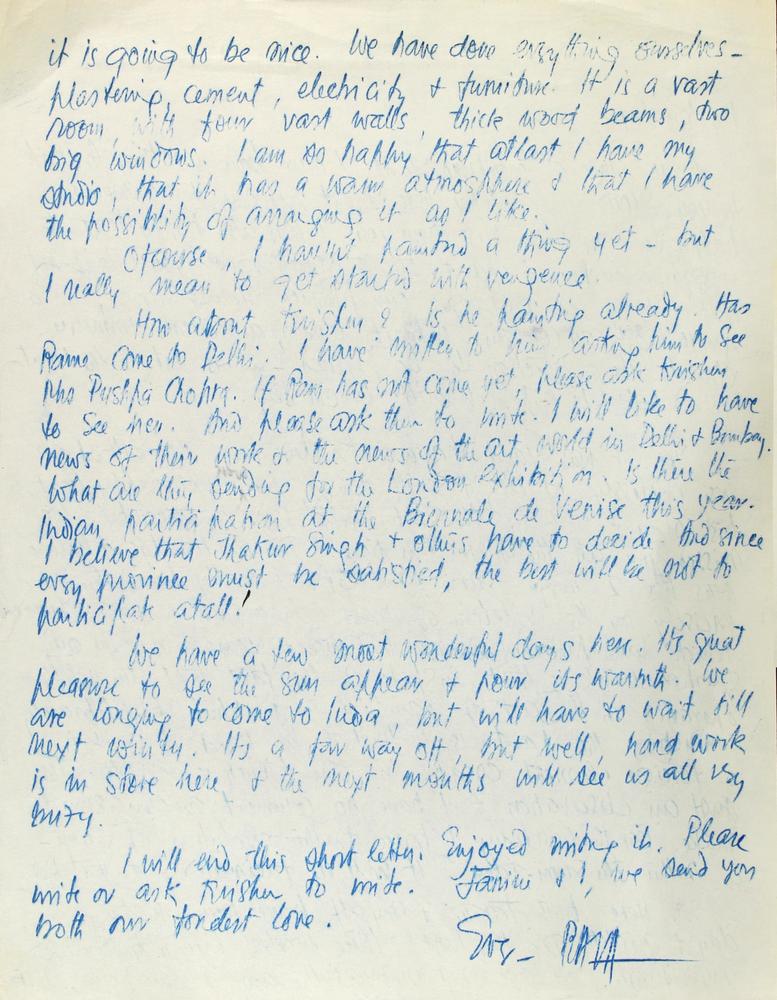 it is going to be nice. We have done everything ourselves -
plastering, cement, electricity & furniture. It is a vast
room, with four vast walls, thick wood beams, two
big windows. I am so happy that atlast I have my
studio, that it has a warm atmosphere & that I have
the possibility of arranging it as I like.
Ofcourse, I havn't painted a thing yet - but
I really mean to get started with vengence.
How about Krishen? Is he painting already. Has
Rame come to Delhi. I have written to him asking him to see
Mrs Pushpa Chopra. If Ram has not come yet, please ask Krishen
to see her. And please ask them to write. I will like to have
news of their work & the news of the art world in Delhi & Bombay.
What are they sending for the London Exhibition. Is there the
Indian participation at the Biennale de Venise this year.
I believe that Thakur Singh & others have to decide. And since
every province must be satisfied, the best will be not to
participate atall!
We have a few most wonderful days here. It's great
pleasure to see the sun appear & pour its warmth. We
are longing to come to India, but will have to wait till
next winter. Its a far way off, but well, hard work
is in store here, & the next months will see us all very
busy.
I will end this short letter. Enjoyed writing it. Please
write or ask Krishen to write. Janine & I, we send you
both our fondest love.
Ever - RAZA